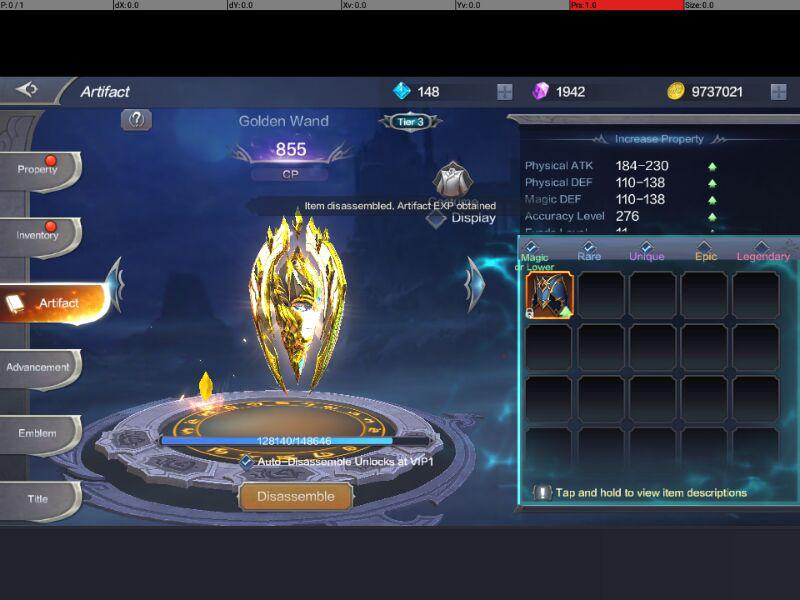 P: 0 / 1
dX: 0.0
dY: 0.0
Xv: 0.0
Yv: 0.0
Prs: 1.0
Size: 0.0
Artifact
148
1942
9737021
Golden Wand
Tier 3
855
CP
Increase Property
Physical ATK 184-230
Physical DEF 110-138
Magic DEF 110-138
Accuracy Level 276
Property
Inventory
Artifact
Advancement
Emblem
Title
Item disassembled, Artifact EXP obtained
Display
Magic or Lower
Rare
Unique
Epic
Legendary
128140/148646
Auto-Disassemble Unlocks at VIP1
Disassemble
Tap and hold to view item descriptions